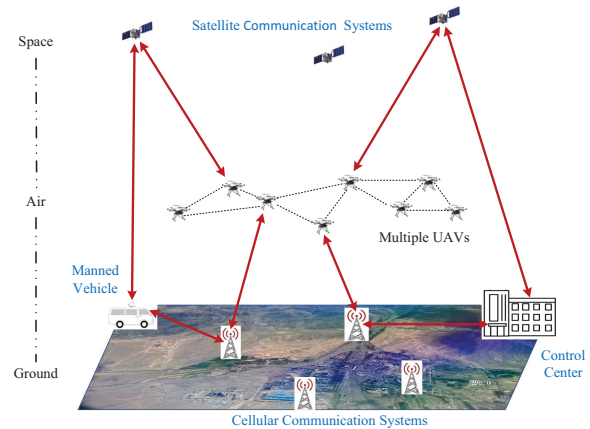 Satellite Communication Systems
Space
Air
Multiple UAVs
Manned
Vehicle
Control
Center
Ground
Cellular Communication Systems